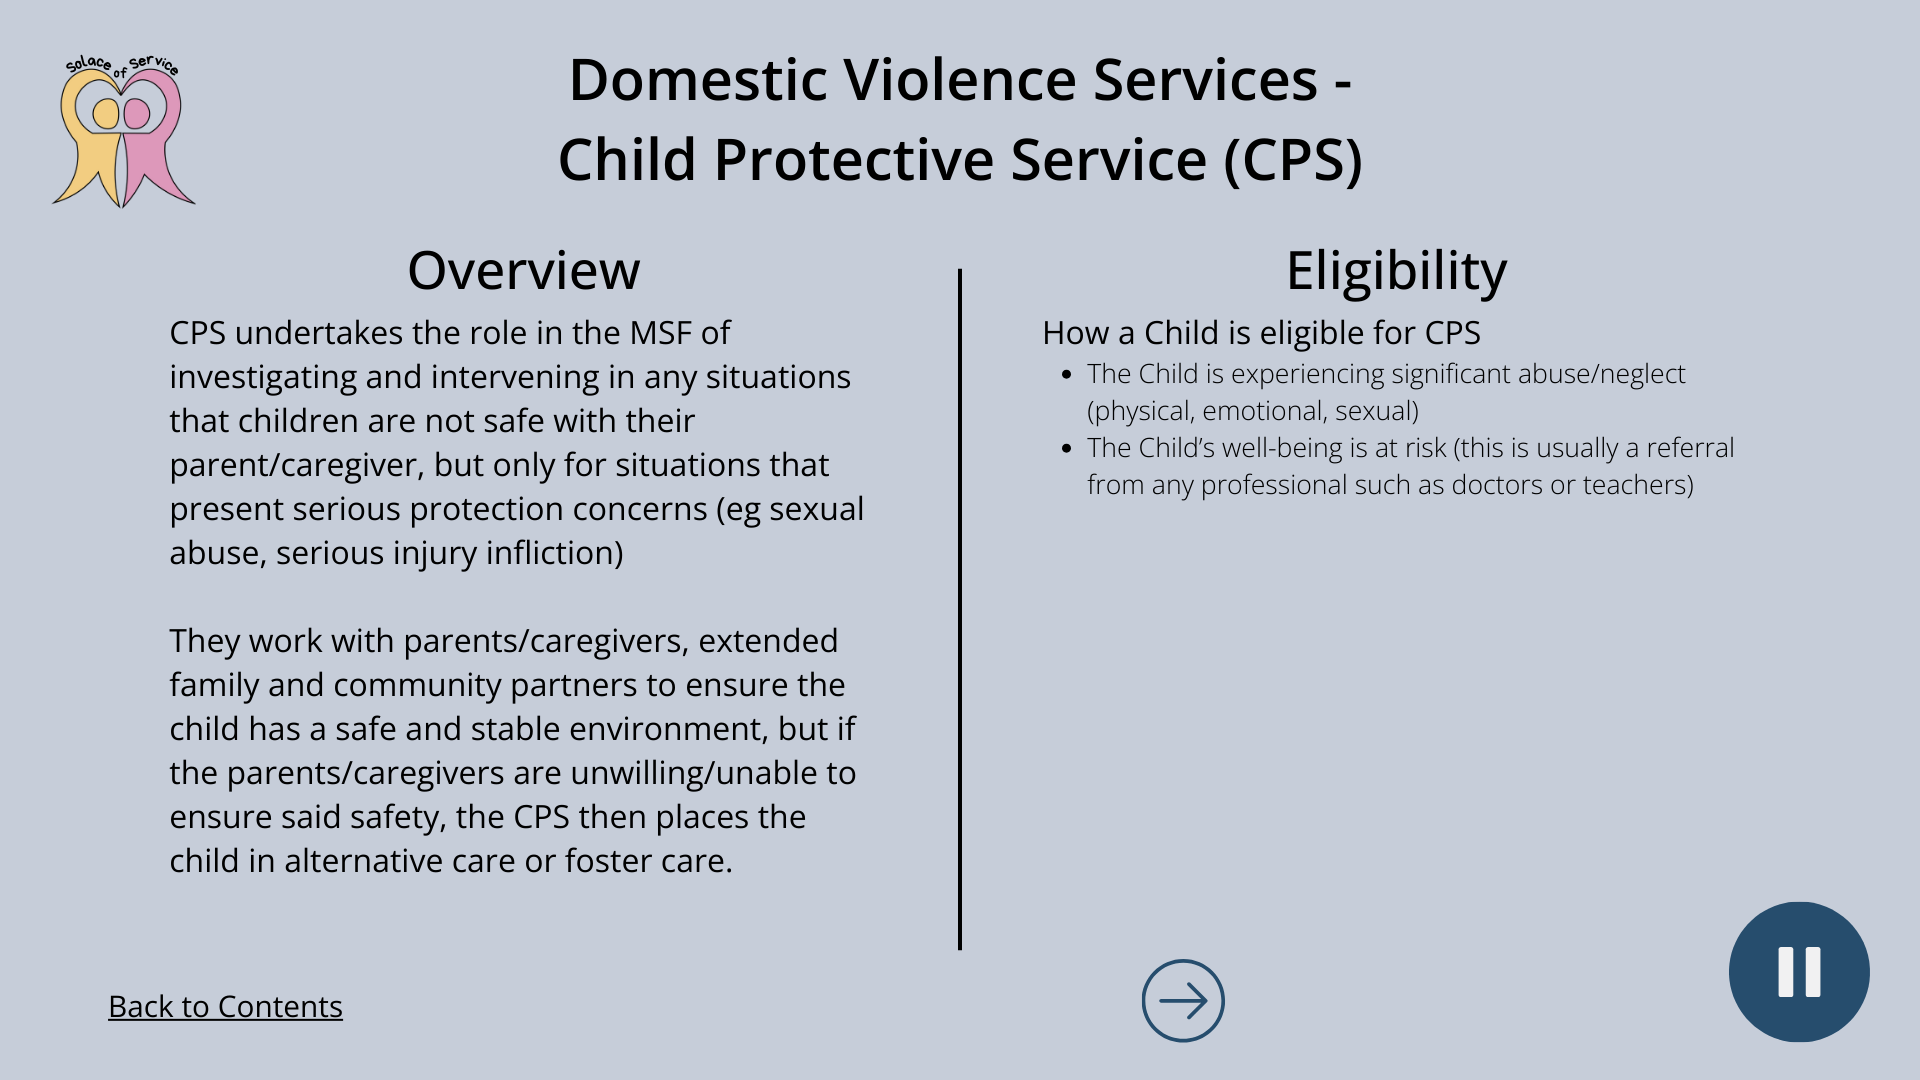 Solace of Service
Domestic Violence Services -
Child Protective Service (CPS)
Overview
CPS undertakes the role in the MSF of
investigating and intervening in any situations
that children are not safe with their
parent/caregiver, but only for situations that
present serious protection concerns (eg sexual
abuse, serious injury infliction)
They work with parents/caregivers, extended
family and community partners to ensure the
child has a safe and stable environment, but if
the parents/caregivers are unwilling/unable to
ensure said safety, the CPS then places the
child in alternative care or foster care.
Eligibility
How a Child is eligible for CPS
• The Child is experiencing significant abuse/neglect
(physical, emotional, sexual)
• The Child’s well-being is at risk (this is usually a referral
from any professional such as doctors or teachers)
Back to Contents